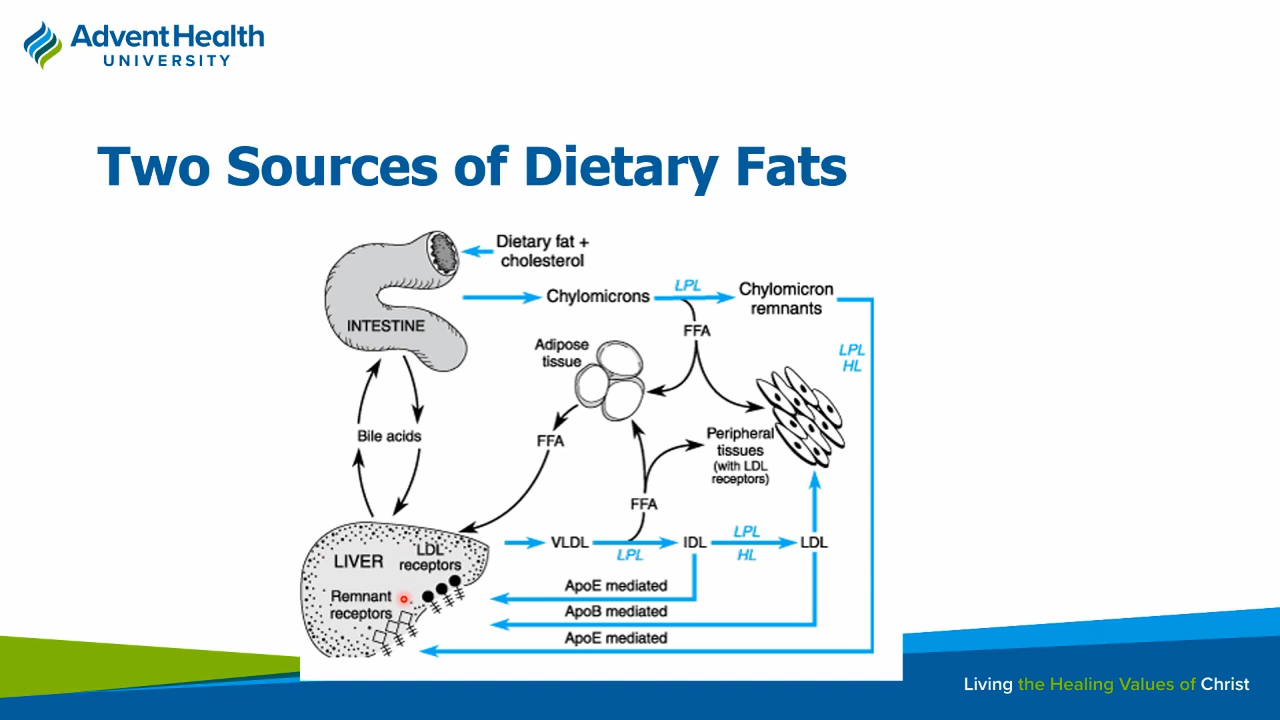 AdventHealth
UNIVERSITY
Two Sources of Dietary Fats
Dietary fat +
cholesterol
Chylomicrons
LPL
Chylomicron
remnants
INTESTINE
FFA
LPL
HL
Adipose
tissue
Bile acids
FFA
Peripheral
tissues
(with LDL
receptors)
FFA
VLDL
LPL
IDL
LPL
HL
LDL
LIVER
LDL
receptors
Remnant
receptors
ApoE mediated
ApoB mediated
ApoE mediated
Living the Healing Values of Christ